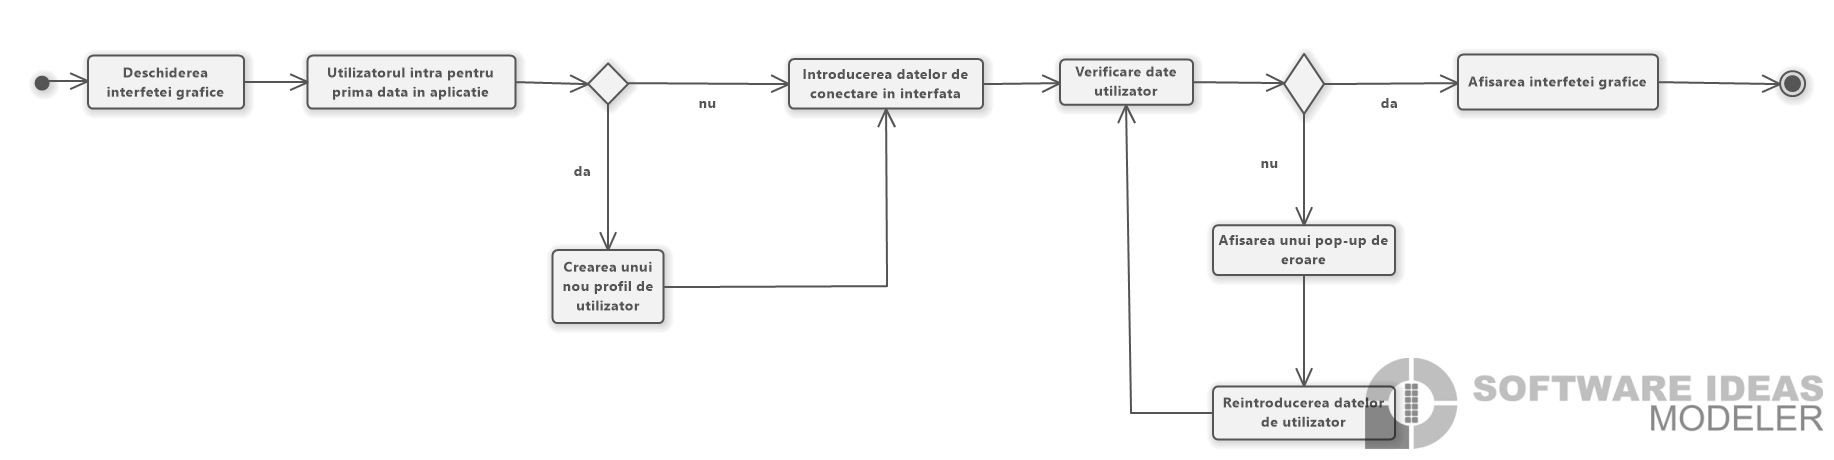 Deschiderea
interfetei grafice
Utilizatorul intra pentru
prima data in aplicatie
nu
da
Crearea unui
nou profil de
utilizator
Introducerea datelor de
conectare in interfata
Verificare date
utilizator
da
nu
Afisarea interfetei grafice
Afisarea unui pop-up de
eroare
Reintroducerea datelor
de utilizator
SOFTWARE IDEAS
MODELER